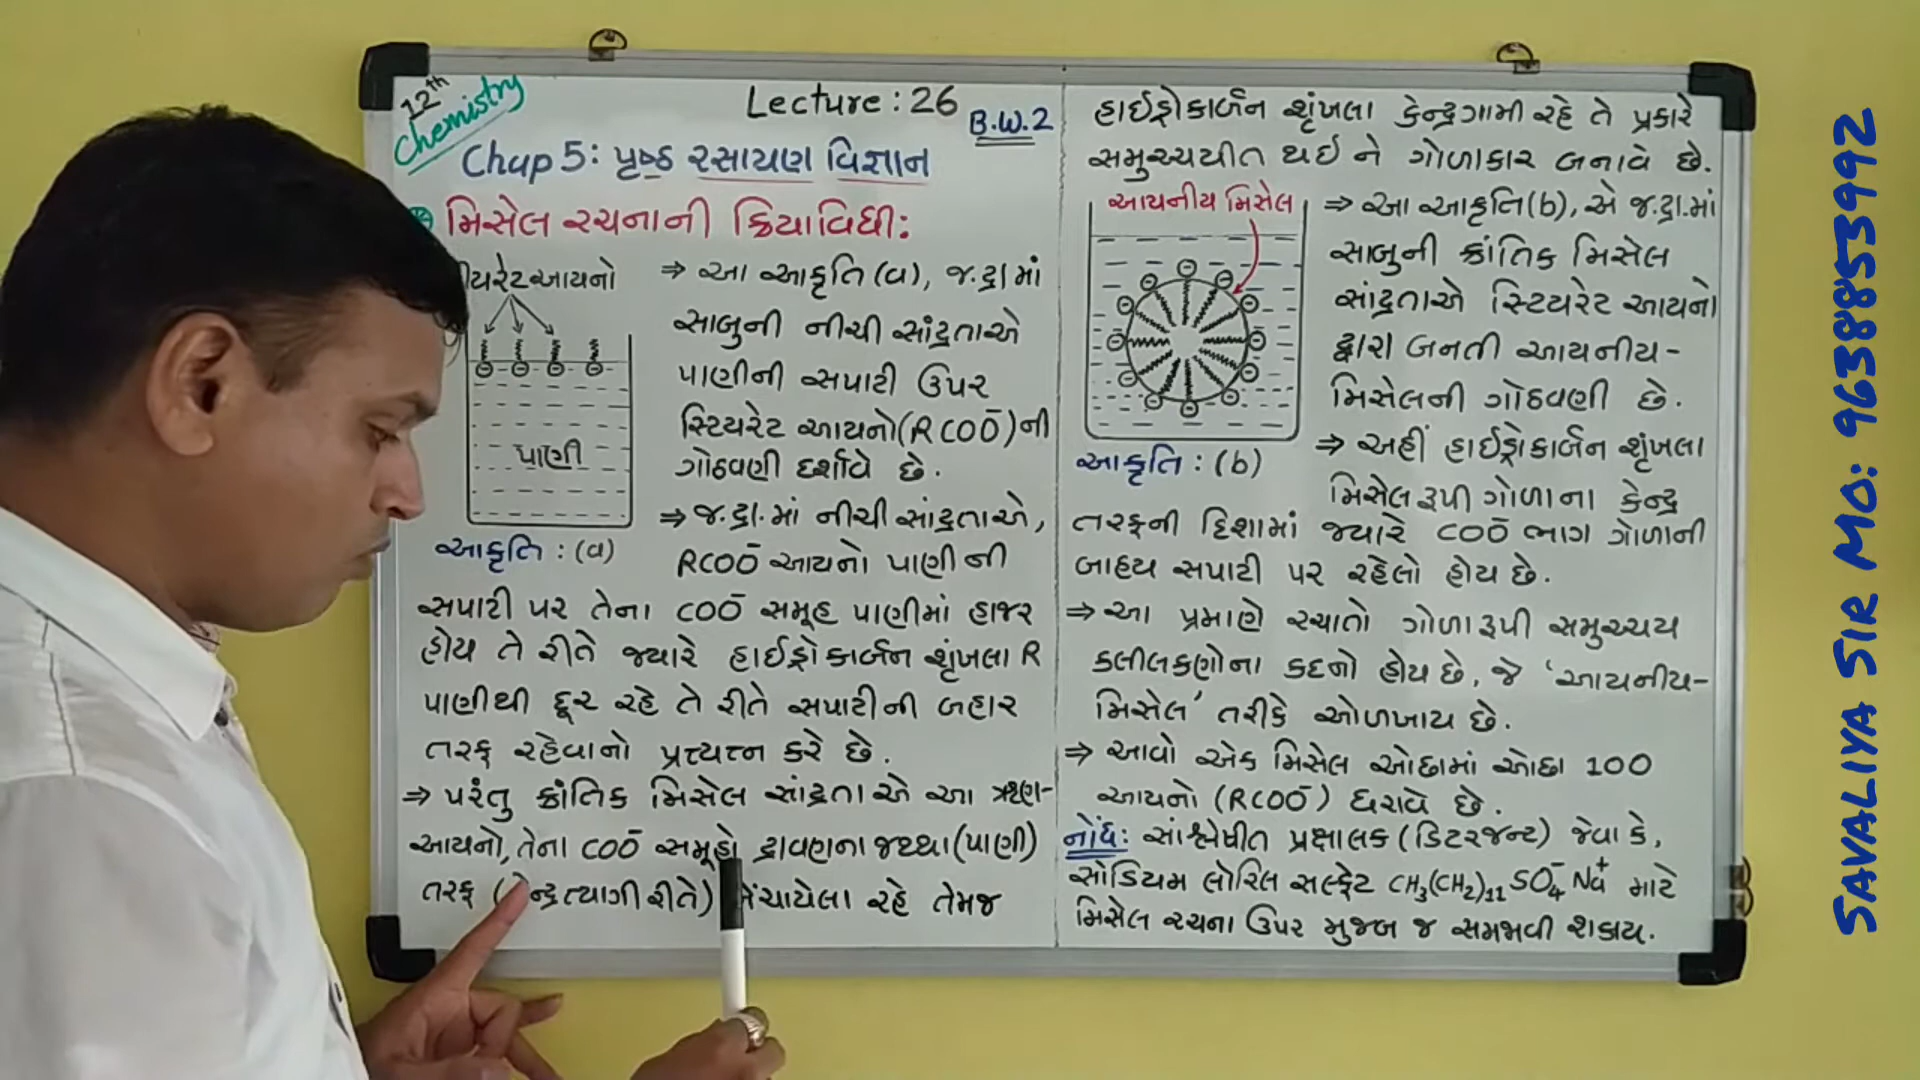 12th
Chemistry
Lecture : 26
B.W.2
Chap 5: પૃષ્ઠ રસાયણ વિજ્ઞાન
મિસેલ રચનાની ક્રિયાવિધી:
યરેટ આયનો
પાણી
આકૃતિ : (a)
⇒ આ આકૃતિ (a), જ.દ્રા માં
સાબુની નીચી સાંદ્રતાએ
પાણીની સપાટી ઉપર
સ્ટિયરેટ આયનો (RCOO⁻) ની
ગોઠવણી દર્શાવે છે.
⇒ જ.દ્રા. માં નીચી સાંદ્રતાએ,
RCOO⁻ આયનો પાણી ની
સપાટી પર તેના COO⁻ સમૂહ પાણીમાં હાજર
હોય તે રીતે જ્યારે હાઈડ્રોકાર્બન શૃંખલા R
પાણીથી દૂર રહે તે રીતે સપાટીની બહાર
તરફ રહેવાનો પ્રત્યત્ન કરે છે.
⇒ પરંતુ ક્રાંતિક મિસેલ સાંદ્રતા એ આ ઋણ-
આયનો, તેના COO⁻ સમૂહો દ્રાવણના જથ્થા (પાણી)
તરફ (કેન્દ્રત્યાગી રીતે) ખેંચાયેલા રહે તેમજ
હાઈડ્રોકાર્બન શૃંખલા કેન્દ્રગામી રહે તે પ્રકારે
સમુચ્ચયીત થઈ ને ગોળાકાર બનાવે છે.
આયનીય મિસેલ
આકૃતિ : (b)
⇒ આ આકૃતિ (b), એ જ.દ્રા. માં
સાબુની ક્રાંતિક મિસેલ
સાંદ્રતાએ સ્ટિયરેટ આયનો
દ્વારા બનતી આયનીય-
મિસેલની ગોઠવણી છે.
⇒ અહીં હાઈડ્રોકાર્બન શૃંખલા
મિસેલ રૂપી ગોળાના કેન્દ્ર
તરફની દિશામાં જ્યારે COO⁻ ભાગ ગોળાની
બાહ્ય સપાટી પર રહેલો હોય છે.
⇒ આ પ્રમાણે રચાતો ગોળારૂપી સમુચ્ચય
કલીલકણોના કદનો હોય છે, જે 'આયનીય-
મિસેલ' તરીકે ઓળખાય છે.
⇒ આવો એક મિસેલ ઓછામાં ઓછા 100
આયનો (RCOO⁻) ધરાવે છે.
નોંધ: સાંશ્લેષીત પ્રક્ષાલક (ડિટરજન્ટ) જેવા કે,
સોડિયમ લોરિલ સલ્ફેટ CH₃(CH₂)₁₁SO₄⁻Na⁺ માટે
મિસેલ રચના ઉપર મુજબ જ સમજાવી શકાય.
SAVALIYA SIR MO: 9638853992